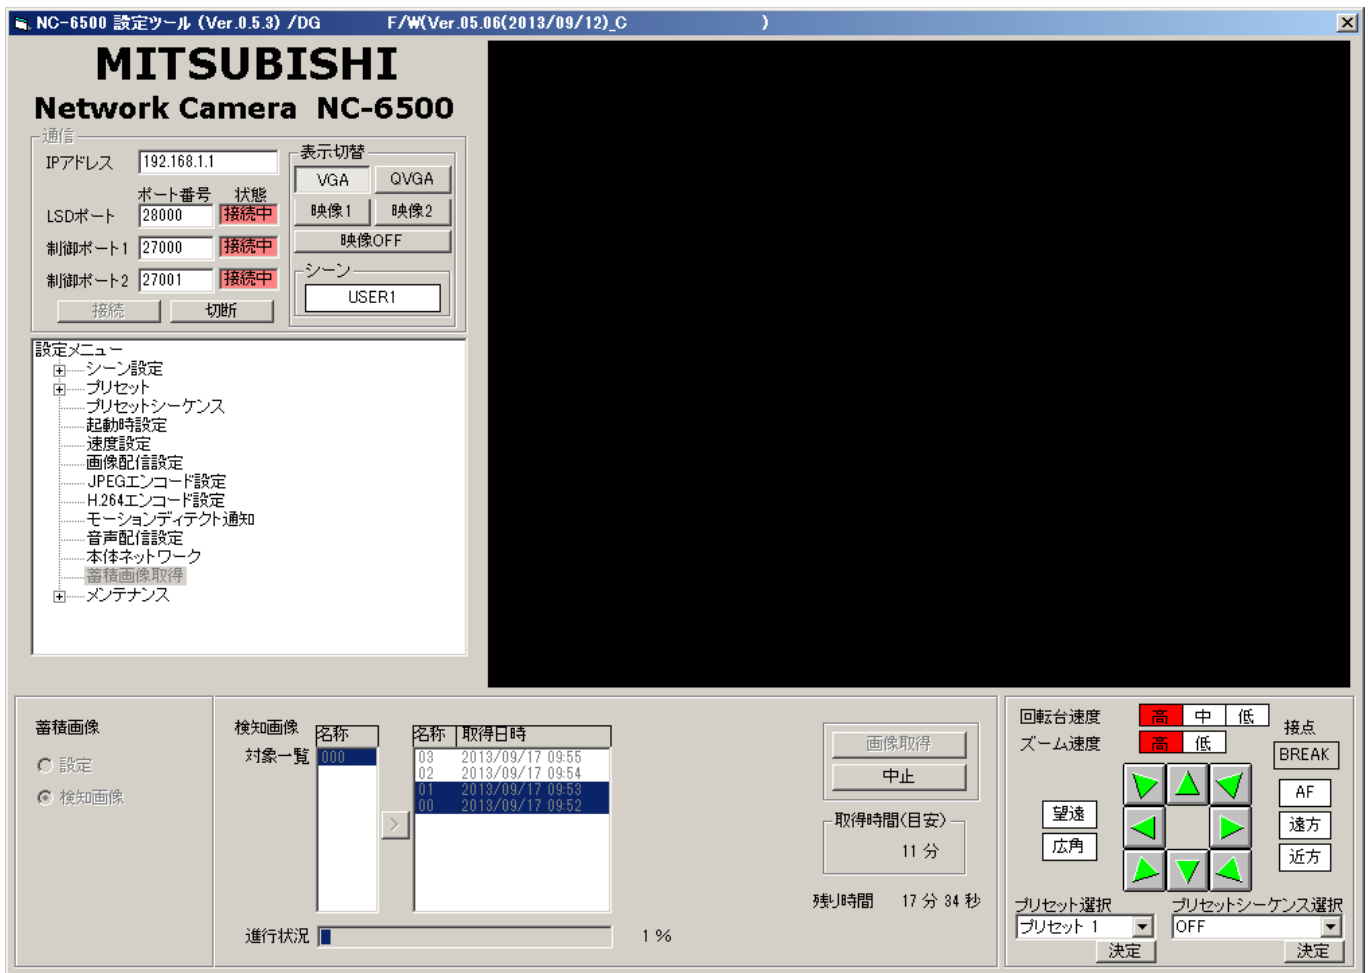 NC-6500 設定ツール (Ver.0.5.3) /DG F/W(Ver.05.06(2013/09/12)_C )
MITSUBISHI
Network Camera NC-6500
通信
IPアドレス 192.168.1.1
ポート番号 状態
LSDポート 28000 接続中
制御ポート1 27000 接続中
制御ポート2 27001 接続中
接続 切断
表示切替
VGA QVGA
映像1 映像2
映像OFF
シーン
USER1
設定メニュー
シーン設定
プリセット
プリセットシーケンス
起動時設定
速度設定
画像配信設定
JPEGエンコード設定
H.264エンコード設定
モーションディテクト通知
音声配信設定
本体ネットワーク
蓄積画像取得
メンテナンス
蓄積画像
設定
検知画像
検知画像
対象一覧
名称
000
>
名称 取得日時
03 2013/09/17 09:55
02 2013/09/17 09:54
01 2013/09/17 09:53
00 2013/09/17 09:52
画像取得
中止
取得時間(目安)
11 分
残り時間 17 分 34 秒
進行状況 1 %
回転台速度 高 中 低
ズーム速度 高 低
接点
BREAK
望遠
広角
AF
遠方
近方
プリセット選択
プリセット 1
決定
プリセットシーケンス選択
OFF
決定